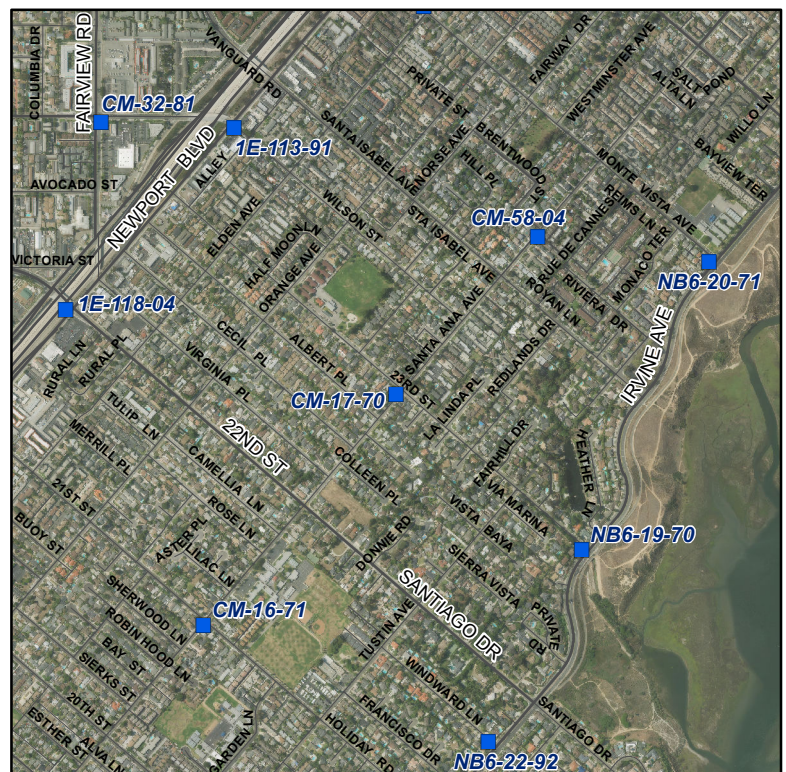 COLUMBIA DR
FAIRVIEW RD
VANGUARD RD
FAIRWAY DR
WESTMINSTER AVE
SALT POND
ALTA LN
WILLO LN
PRIVATE ST
CM-32-81
1E-113-91
NEWPORT BLVD
ALLEY
SANTA ISABEL AVE
BRENTWOOD ST
HILL PL
MONTE VISTA AVE
BAYVIEW TER
AVOCADO ST
ELDEN AVE
WILSON ST
STA ISABEL AVE
CM-58-04
REIMS LN
RUE DE CANNES
MONACO TER
VICTORIA ST
HALF MOON LN
ORANGE AVE
RIVIERA DR
ROYAN LN
NB6-20-71
1E-118-04
SANTA ANA AVE
REDLANDS DR
IRVINE AVE
RURAL LN
RURAL PL
CECIL PL
VIRGINIA PL
ALBERT PL
23RD ST
LA LINDA PL
CM-17-70
TULIP LN
MERRILL PL
22ND ST
FAIRHILL DR
HEATHER LN
CAMELLIA LN
COLLEEN PL
VIA MARINA
21ST ST
ROSE LN
VISTA BAYA
BUOY ST
ASTER PL
LILAC LN
DONNIE RD
NB6-19-70
SIERRA VISTA
SHERWOOD LN
CM-16-71
SANTIAGO DR
PRIVATE RD
ROBIN HOOD LN
TUSTIN AVE
BAY ST
SIERKS ST
WINDWARD LN
20TH ST
FRANCISCO DR
SANTIAGO DR
ESTHER ST
ALVA LN
GARDEN LN
HOLIDAY RD
NB6-22-92